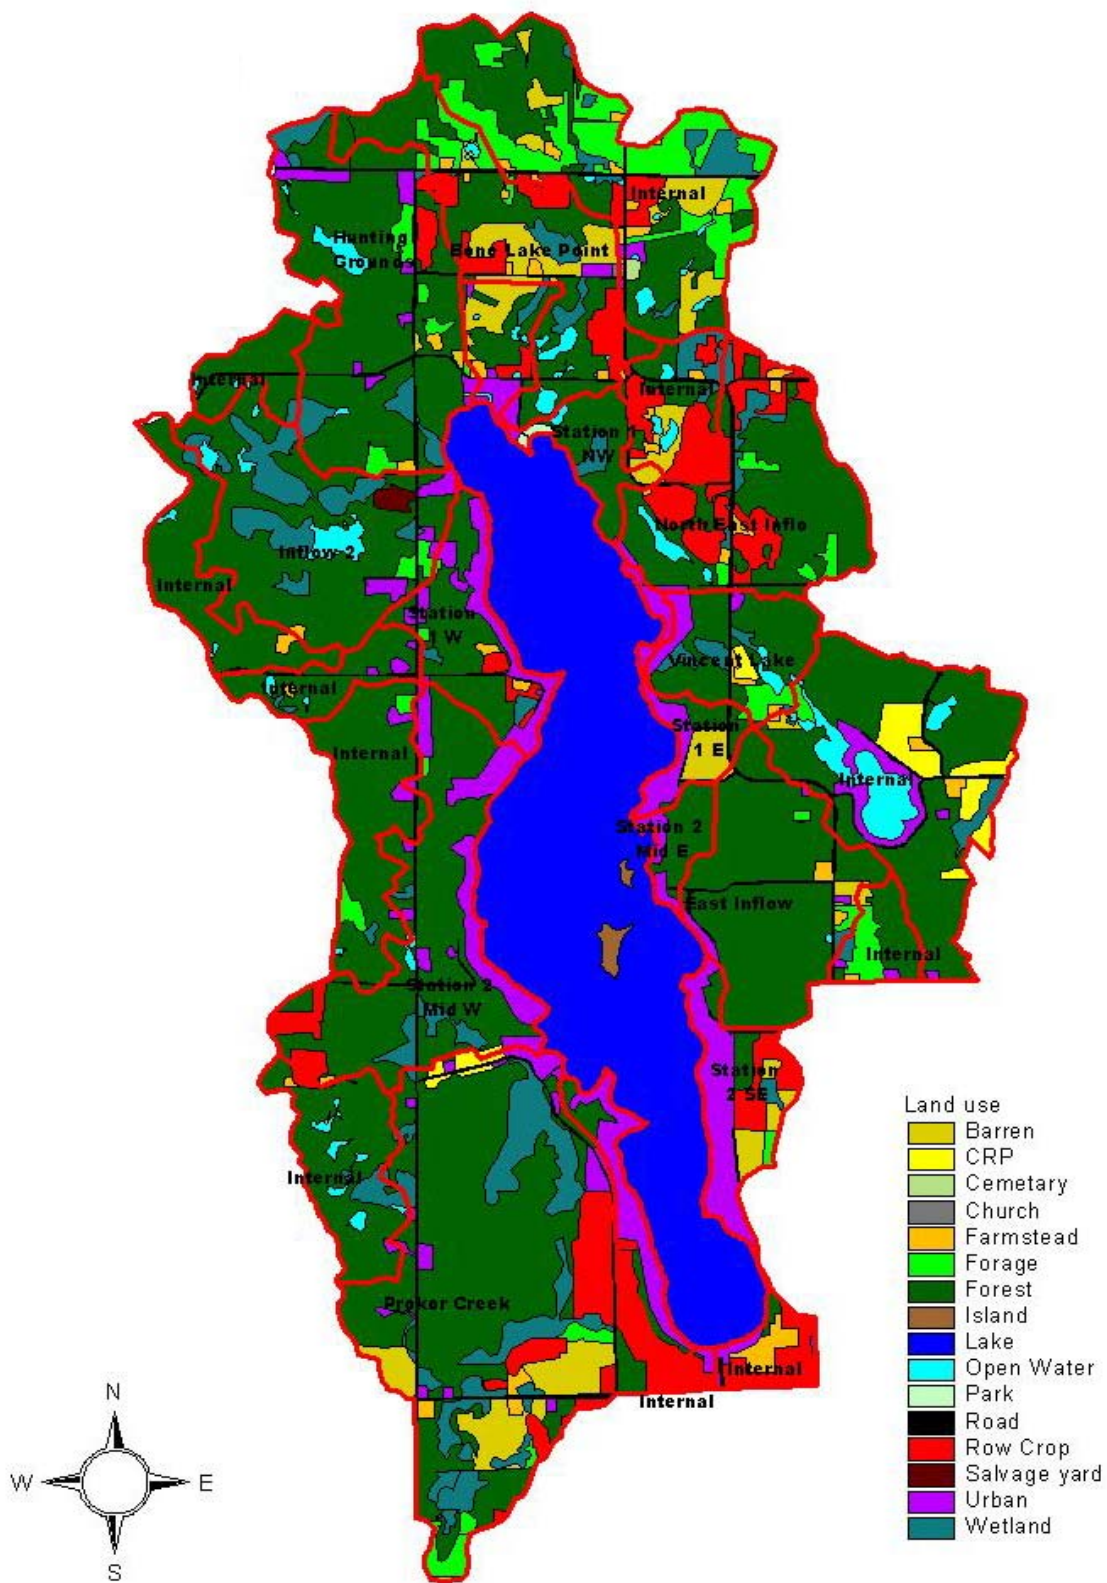 Internal
Hunting
Grounds
Bone Lake Point
Internal
Internal
Station 1
NW
North East Inflo
Inflow 2
Internal
Station
1 W
Vincent Lake
Internal
Station
1 E
Internal
Internal
Station 2
Mid E
East Inflow
Internal
Station 2
Mid W
Station
2 SE
Internal
Prokor Creek
Internal
Internal
Land use
Barren
CRP
Cemetary
Church
Farmstead
Forage
Forest
Island
Lake
Open Water
Park
Road
Row Crop
Salvage yard
Urban
Wetland
N
W
E
S